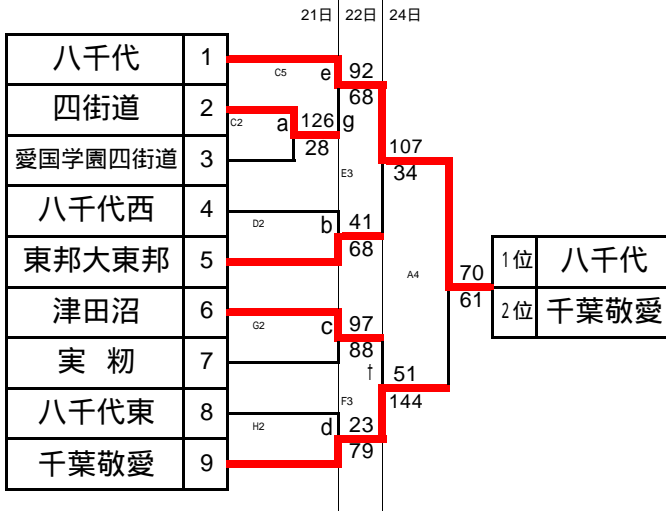 21日 22日 24日
八千代 1
C5 e 92
68
四街道 2
C2 a 126 g
28
愛国学園四街道 3
107
34
E3
八千代西 4
D2 b 41
68
東邦大東邦 5
A4
70
61
1位 八千代
2位 千葉敬愛
津田沼 6
G2 c 97
88
実 籾 7
†
51
144
八千代東 8
F3
H2 d 23
79
千葉敬愛 9